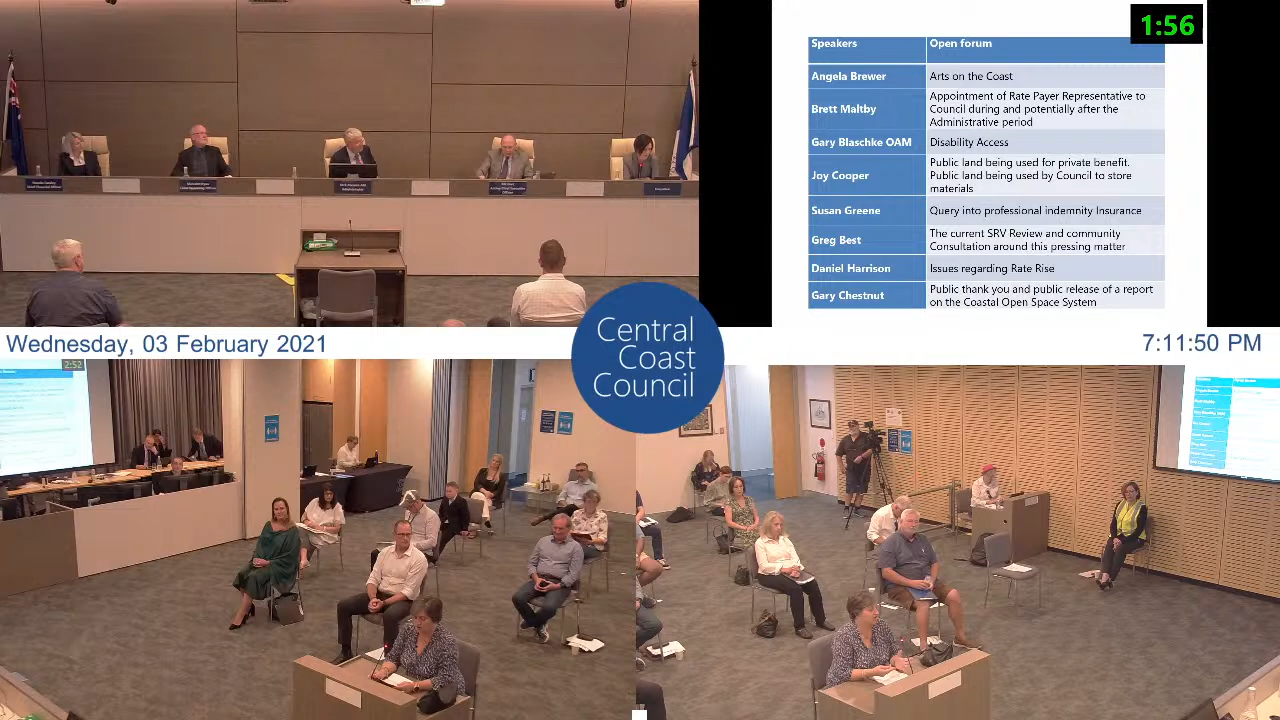 1:56
Speakers
Open forum
Angela Brewer
Arts on the Coast
Brett Maltby
Appointment of Rate Payer Representative to
Council during and potentially after the
Administrative period
Gary Blaschke OAM
Disability Access
Joy Cooper
Public land being used for private benefit.
Public land being used by Council to store
materials
Susan Greene
Query into professional indemnity Insurance
Greg Best
The current SRV Review and community
Consultation around this pressing matter
Daniel Harrison
Issues regarding Rate Rise
Gary Chestnut
Public thank you and public release of a report
on the Coastal Open Space System
Wednesday, 03 February 2021
Central
Coast
Council
7:11:50 PM
2:52